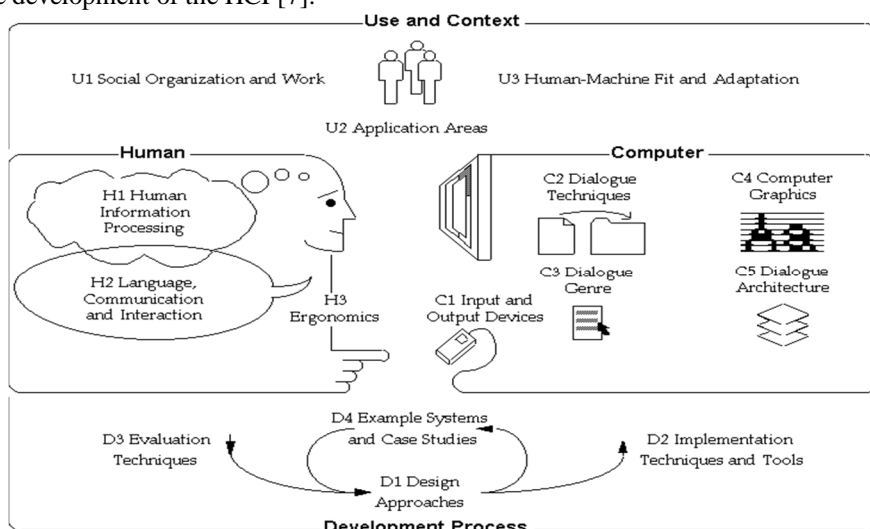 development of the HCI [7].
Use and Context
U1 Social Organization and Work
U3 Human-Machine Fit and Adaptation
U2 Application Areas
Human
H1 Human
Information
Processing
H2 Language,
Communication
and Interaction
H3
Ergonomics
Computer
C2 Dialogue
Techniques
C4 Computer
Graphics
C3 Dialogue
Genre
C5 Dialogue
Architecture
C1 Input and
Output Devices
D4 Example Systems
and Case Studies
D3 Evaluation
Techniques
D2 Implementation
Techniques and Tools
D1 Design
Approaches
Development Process